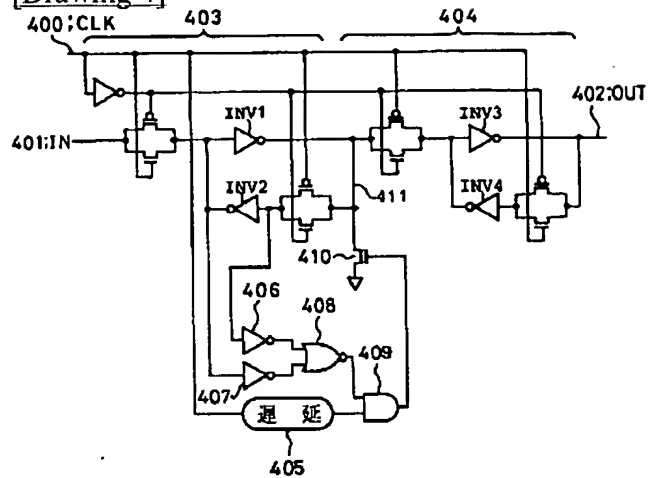 [Drawing 4]
400;CLK
403
404
402;OUT
INV1
INV3
401;IN
INV2
411
INV4
410
406
408
409
407
遅 延
405